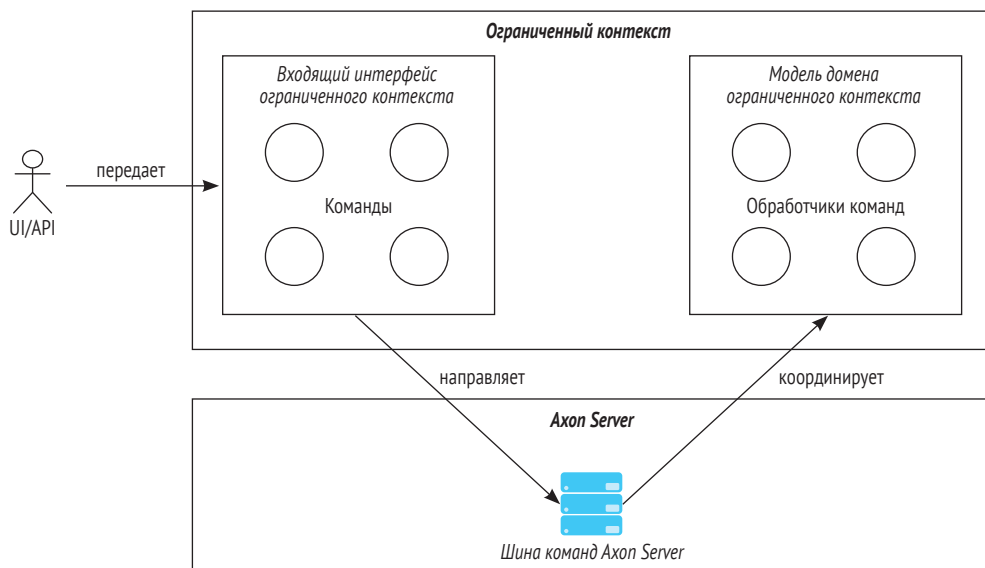 Ограниченный контекст
Входящий интерфейс
ограниченного контекста
Модель домена
ограниченного контекста
передает
UI/API
Команды
Обработчики команд
направляет
координирует
Axon Server
Шина команд Axon Server